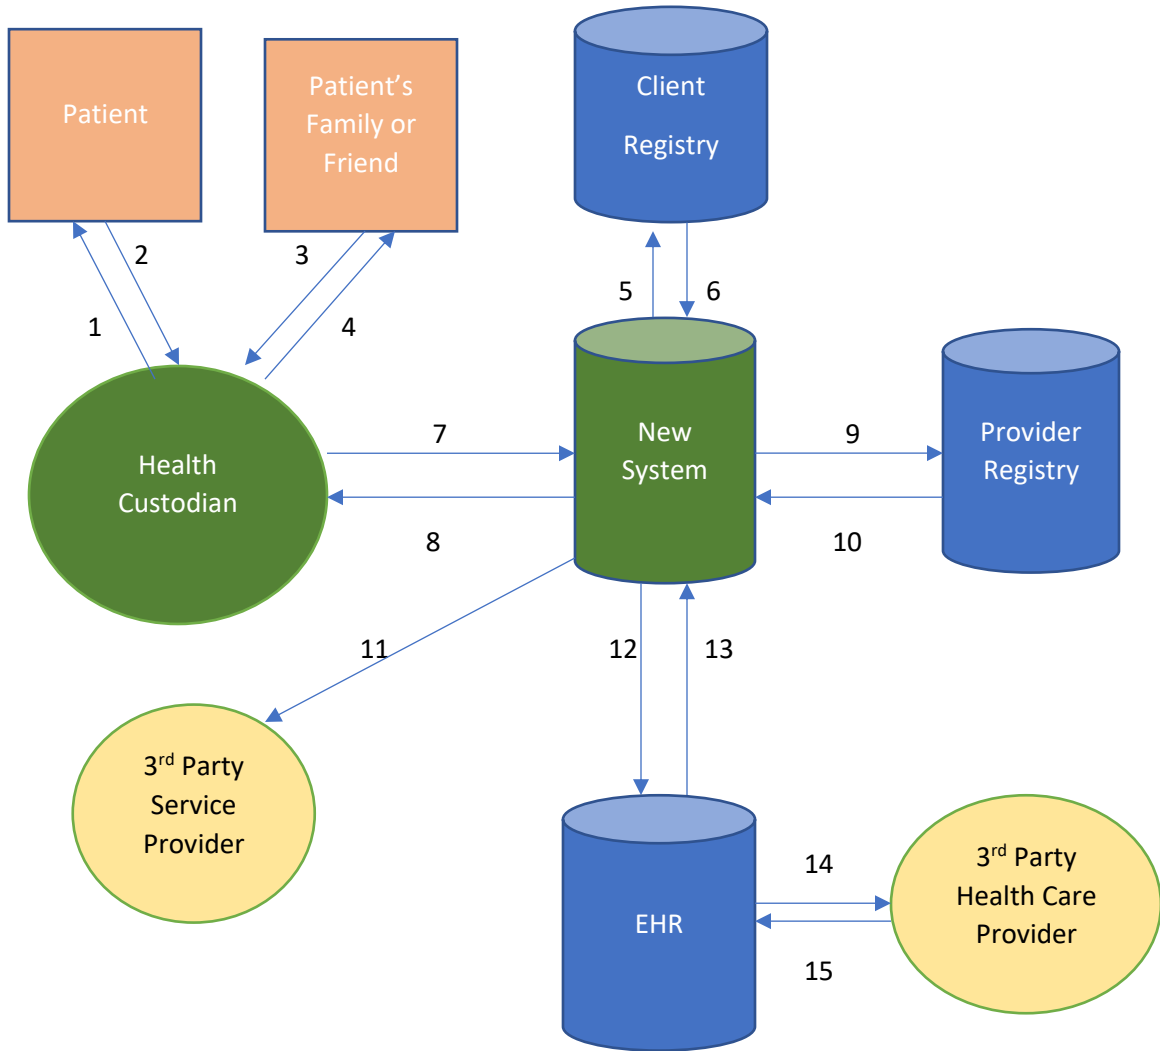 Patient
Patient’s
Family or
Friend
Client
Registry
2
3
1
4
5
6
Health
Custodian
7
New
System
9
Provider
Registry
8
10
11
12
13
3rd Party
Service
Provider
EHR
14
3rd Party
Health Care
Provider
15